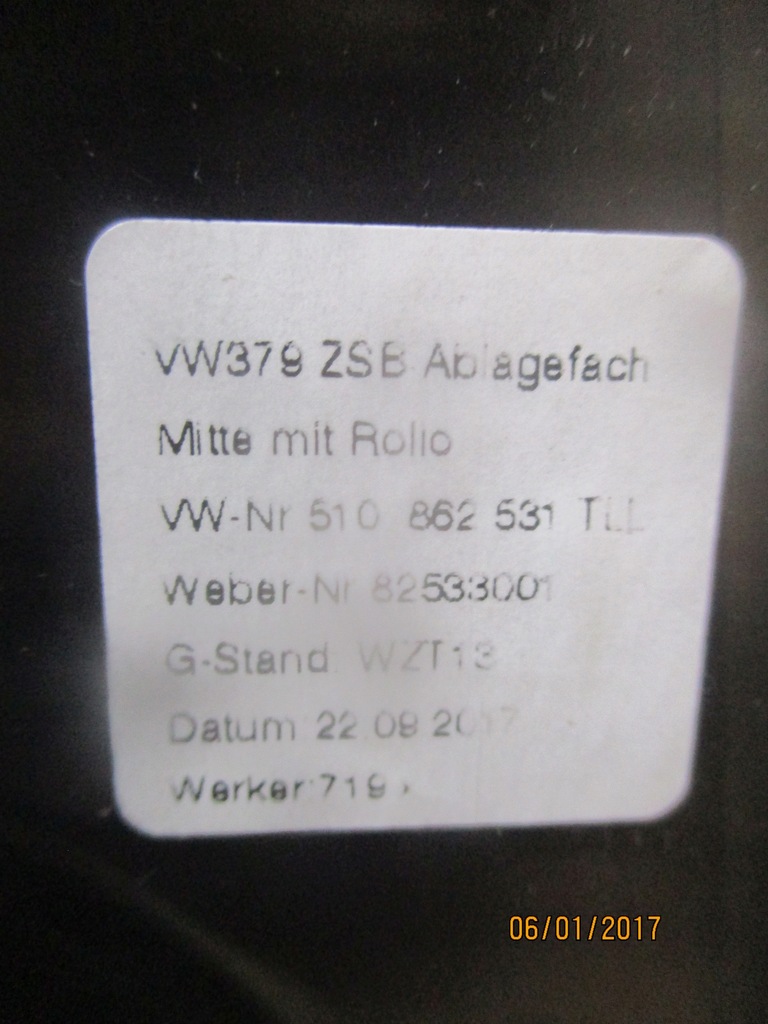 VW379 ZSB Ablagefach
Mitte mit Rollo
VW-Nr 510 862 531 TLL
Weber-Nr 82533001
G-Stand: WZT13
Datum 22 09 2017
Werker:719
06/01/2017